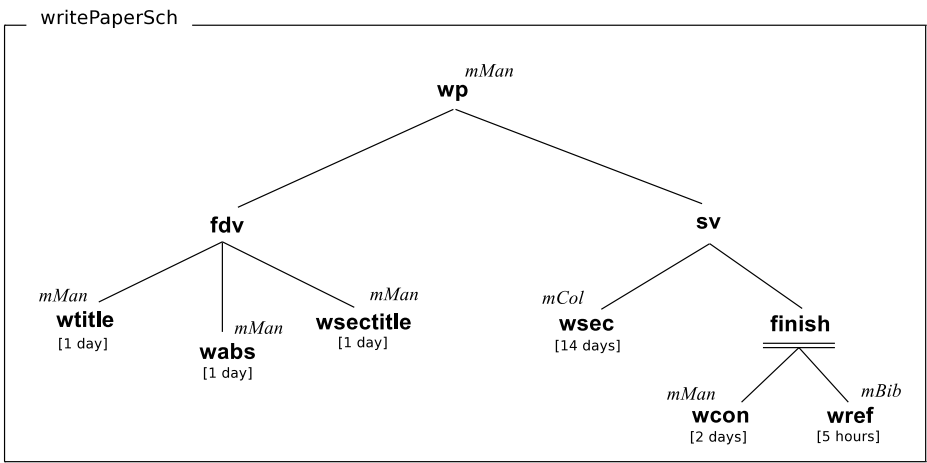 writePaperSch
mMan
wp
fdv
sv
mMan
wtitle
[1 day]
mMan
wabs
[1 day]
mMan
wsectitle
[1 day]
mCol
wsec
[14 days]
finish
mMan
wcon
[2 days]
mBib
wref
[5 hours]